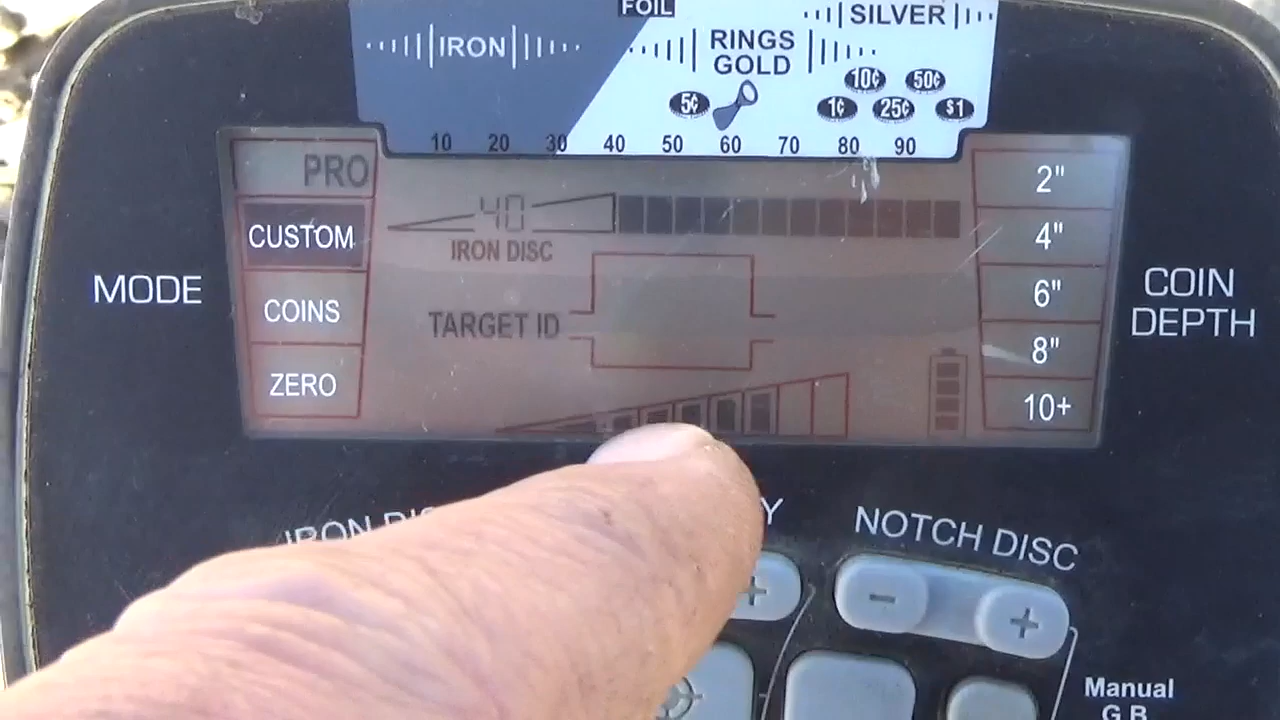 FOIL
SILVER
IRON
RINGS
GOLD
10¢ 50¢
5¢ 1¢ 25¢ $1
10 20 30 40 50 60 70 80 90
PRO
CUSTOM
COINS
ZERO
MODE
40
IRON DISC
TARGET ID
2"
4"
6"
8"
10+
COIN
DEPTH
IRON
NOTCH DISC
- +
+
Manual
G.B.